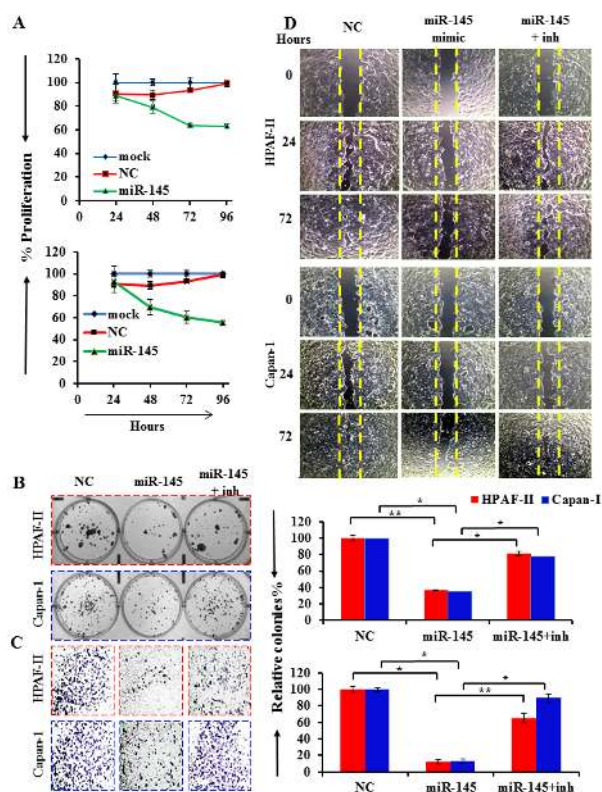 A
120
100
80
60
40
20
0
mock
NC
miR-145
0 24 48 72 96
% Proliferation
120
100
80
60
40
20
0
mock
NC
miR-145
0 24 48 72 96
Hours
D
NC
miR-145 mimic
miR-145 + inh
Hours
0
HPAF-II
24
72
0
Capan-1
24
72
B
NC
miR-145
miR-145 + inh
HPAF-II
Capan-1
C
HPAF-II
Capan-1
Relative colonies %
HPAF-II
Capan-1
120
100
80
60
40
20
0
*
**
*
*
NC
miR-145
miR-145+inh
120
100
80
60
40
20
0
*
*
*
**
NC
miR-145
miR-145+inh